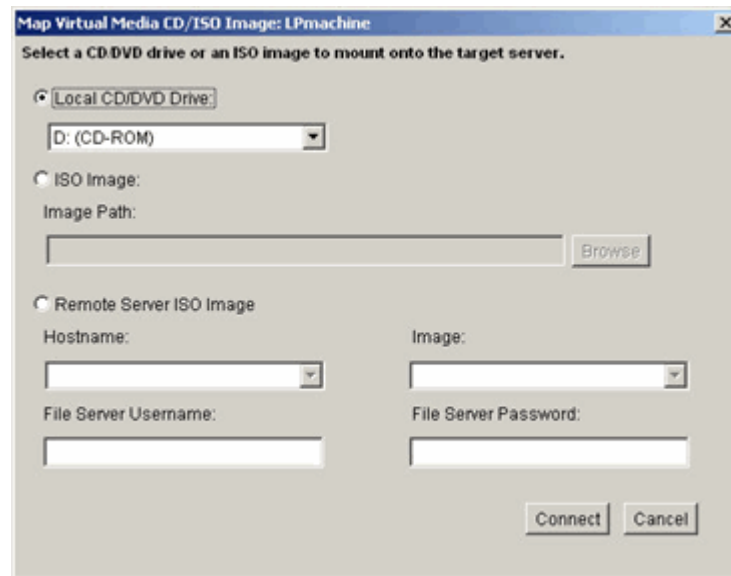 Map Virtual Media CD/ISO Image: LPmachine
Select a CD/DVD drive or an ISO image to mount onto the target server.
Local CD/DVD Drive:
D: (CD-ROM)
ISO Image:
Image Path:
Browse
Remote Server ISO Image
Hostname: Image:
File Server Username: File Server Password:
Connect Cancel